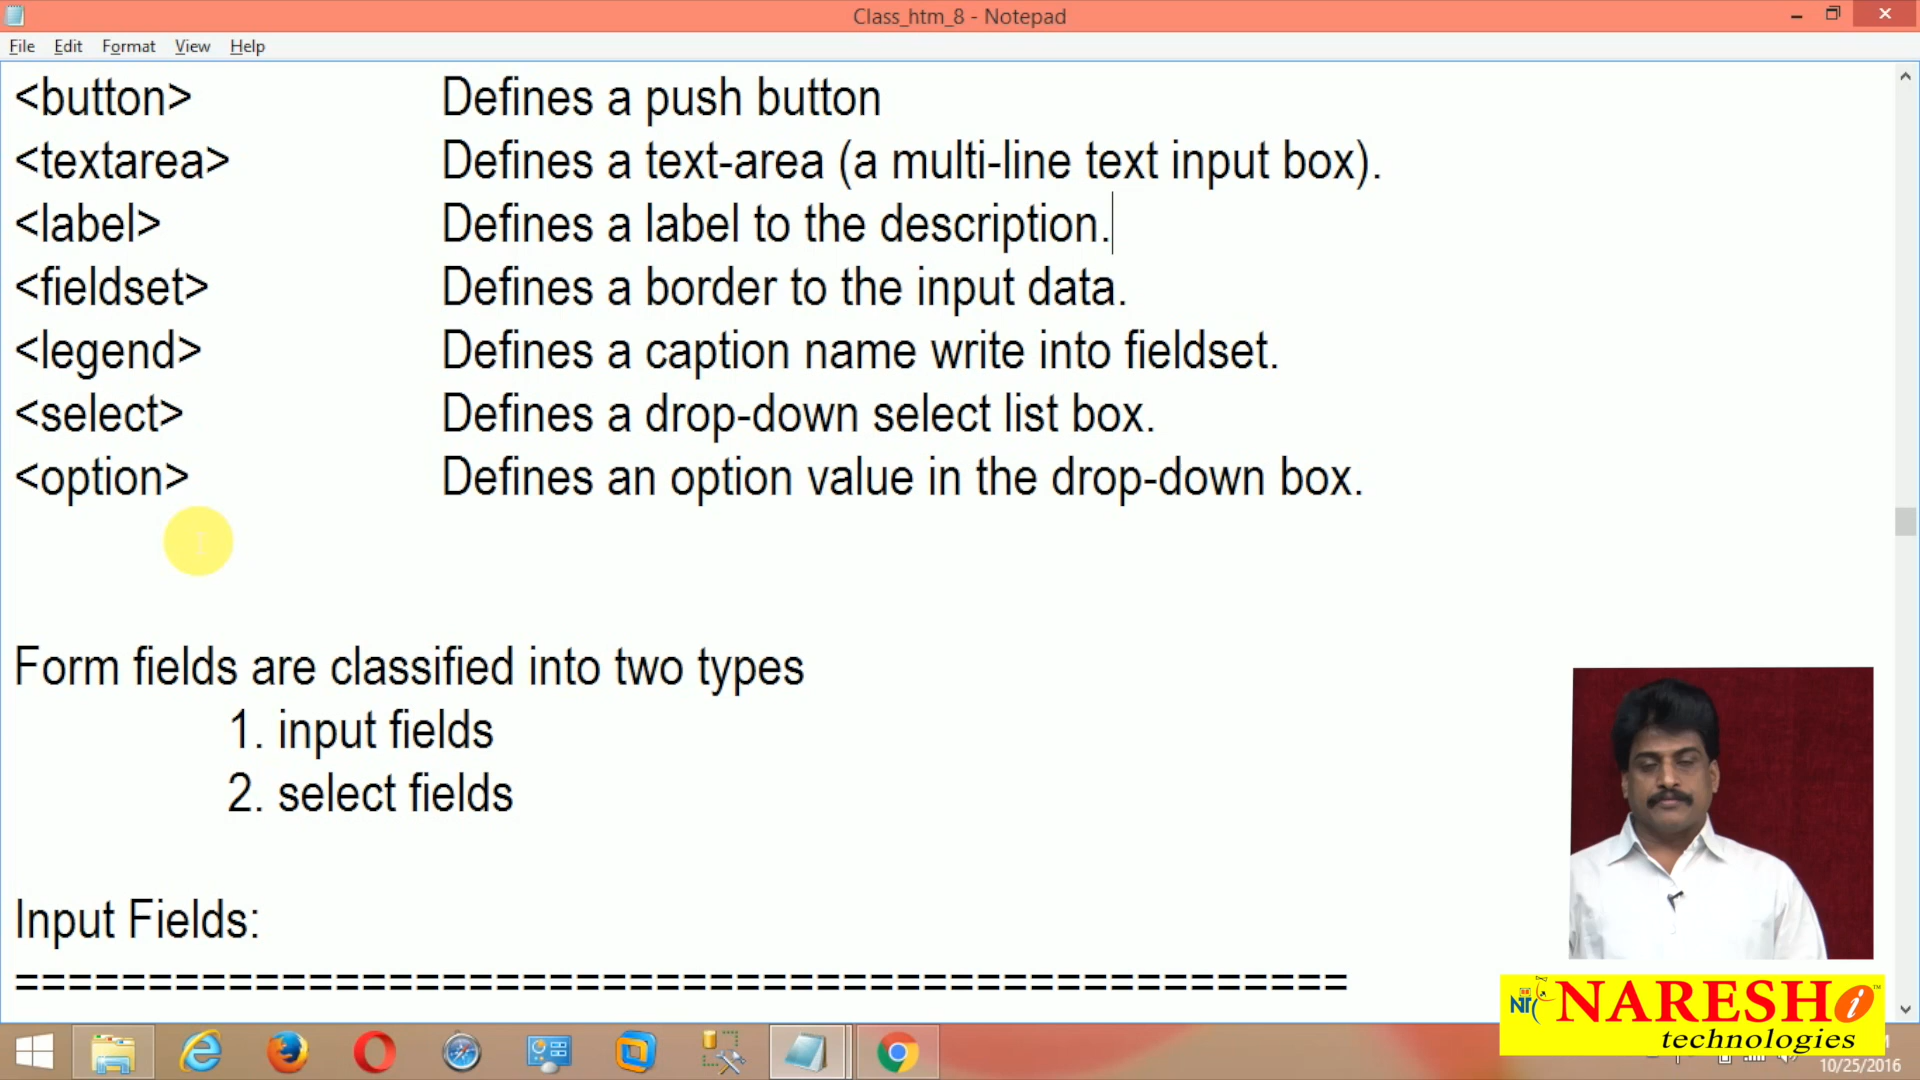 Class_htm_8 - Notepad
File Edit Format View Help
<button> Defines a push button
<textarea> Defines a text-area (a multi-line text input box).
<label> Defines a label to the description.
<fieldset> Defines a border to the input data.
<legend> Defines a caption name write into fieldset.
<select> Defines a drop-down select list box.
<option> Defines an option value in the drop-down box.
Form fields are classified into two types
1. input fields
2. select fields
Input Fields:
==================================================
NARESH i
technologies
10/25/2016